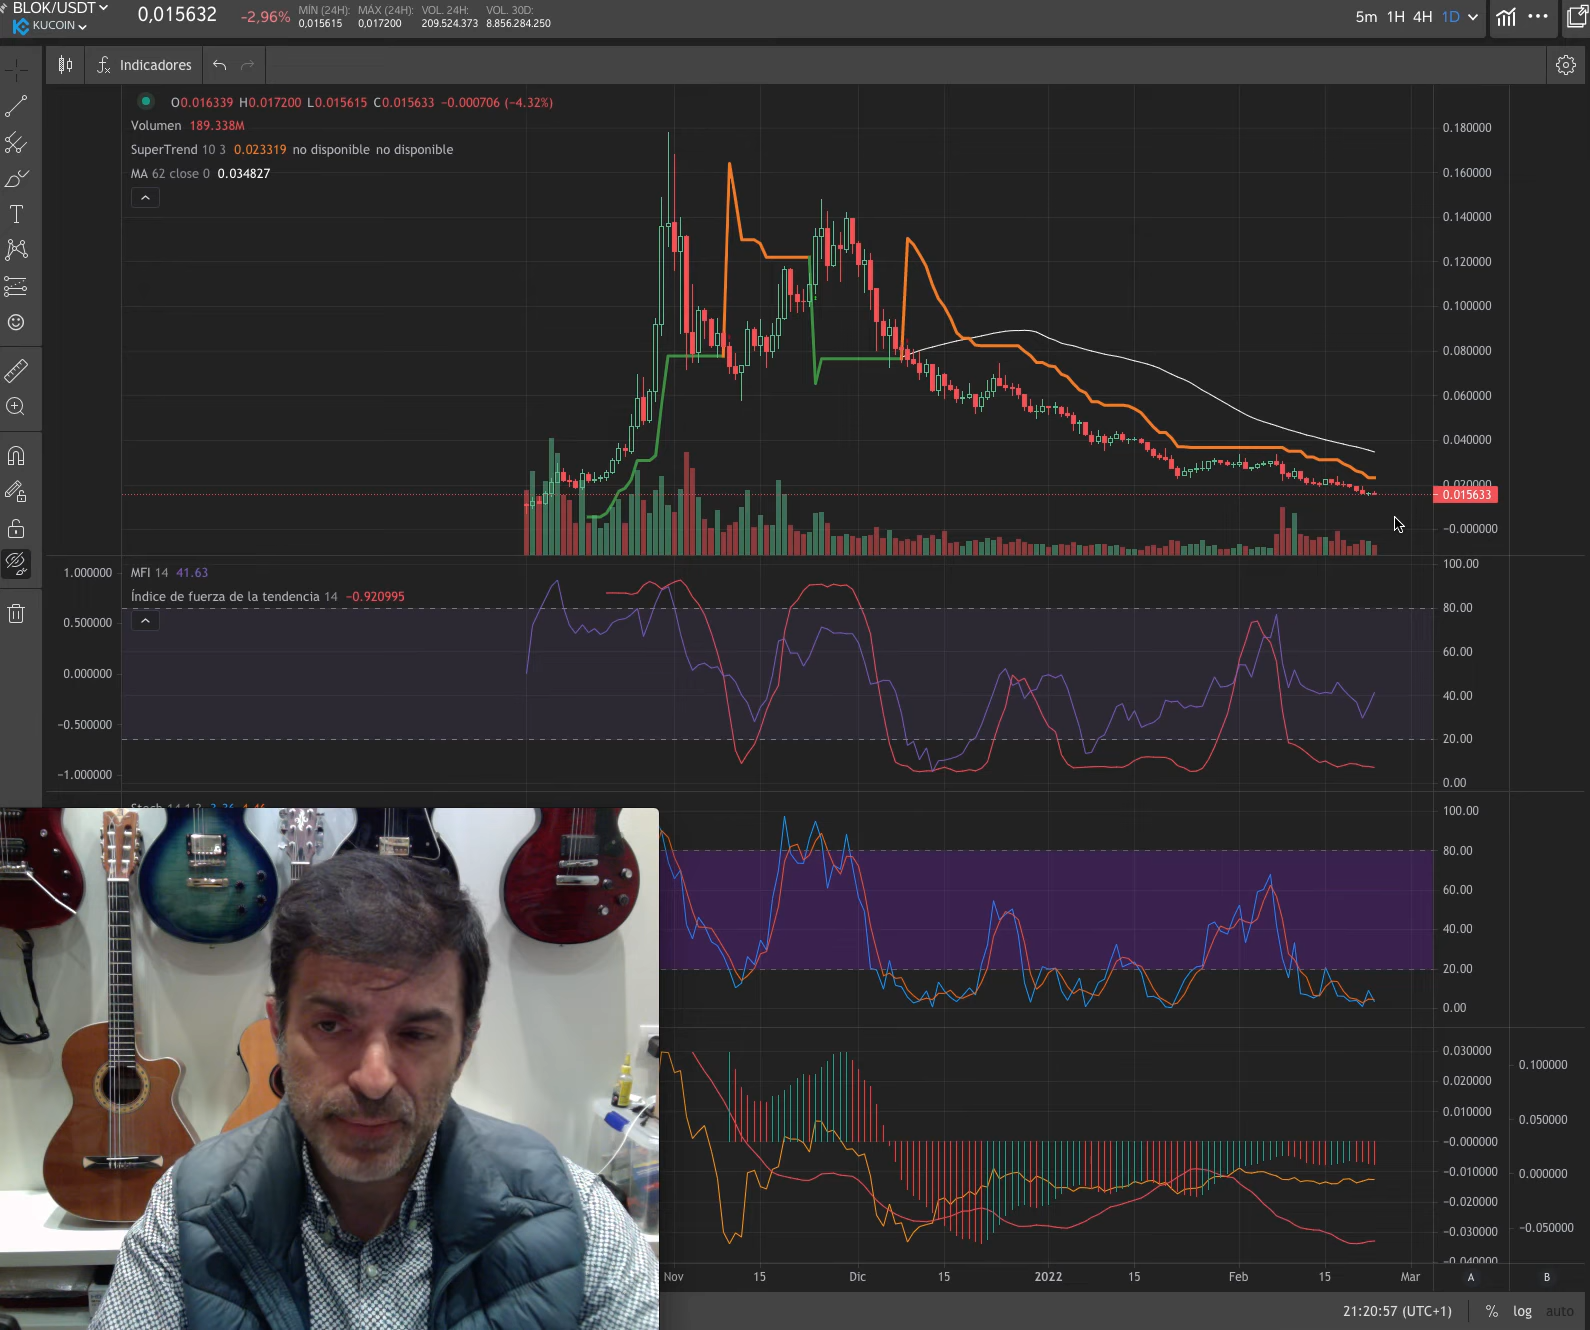 BLOK/USDT
KUCOIN
0,015632
-2,96%
MÍN (24H):
0,015615
MÁX (24H):
0,017200
VOL. 24H:
209.524.373
VOL. 30D:
8.856.284.250
5m 1H 4H 1D
Indicadores
O0.016339 H0.017200 L0.015615 C0.015633 −0.000706 (−4.32%)
Volumen 189.338M
SuperTrend 10 3 0.023319 no disponible no disponible
MA 62 close 0 0.034827
0.180000
0.160000
0.140000
0.120000
0.100000
0.080000
0.060000
0.040000
0.020000
0.015633
−0.000000
MFI 14 41.63
Índice de fuerza de la tendencia 14 −0.920995
1.000000
0.500000
0.000000
−0.500000
−1.000000
100.00
80.00
60.00
40.00
20.00
0.00
100.00
80.00
60.00
40.00
20.00
0.00
0.030000
0.020000
0.010000
−0.000000
−0.010000
−0.020000
−0.030000
−0.040000
0.100000
0.050000
0.000000
−0.050000
Nov 15 Dic 15 2022 15 Feb 15 Mar A B
21:20:57 (UTC+1) % log auto